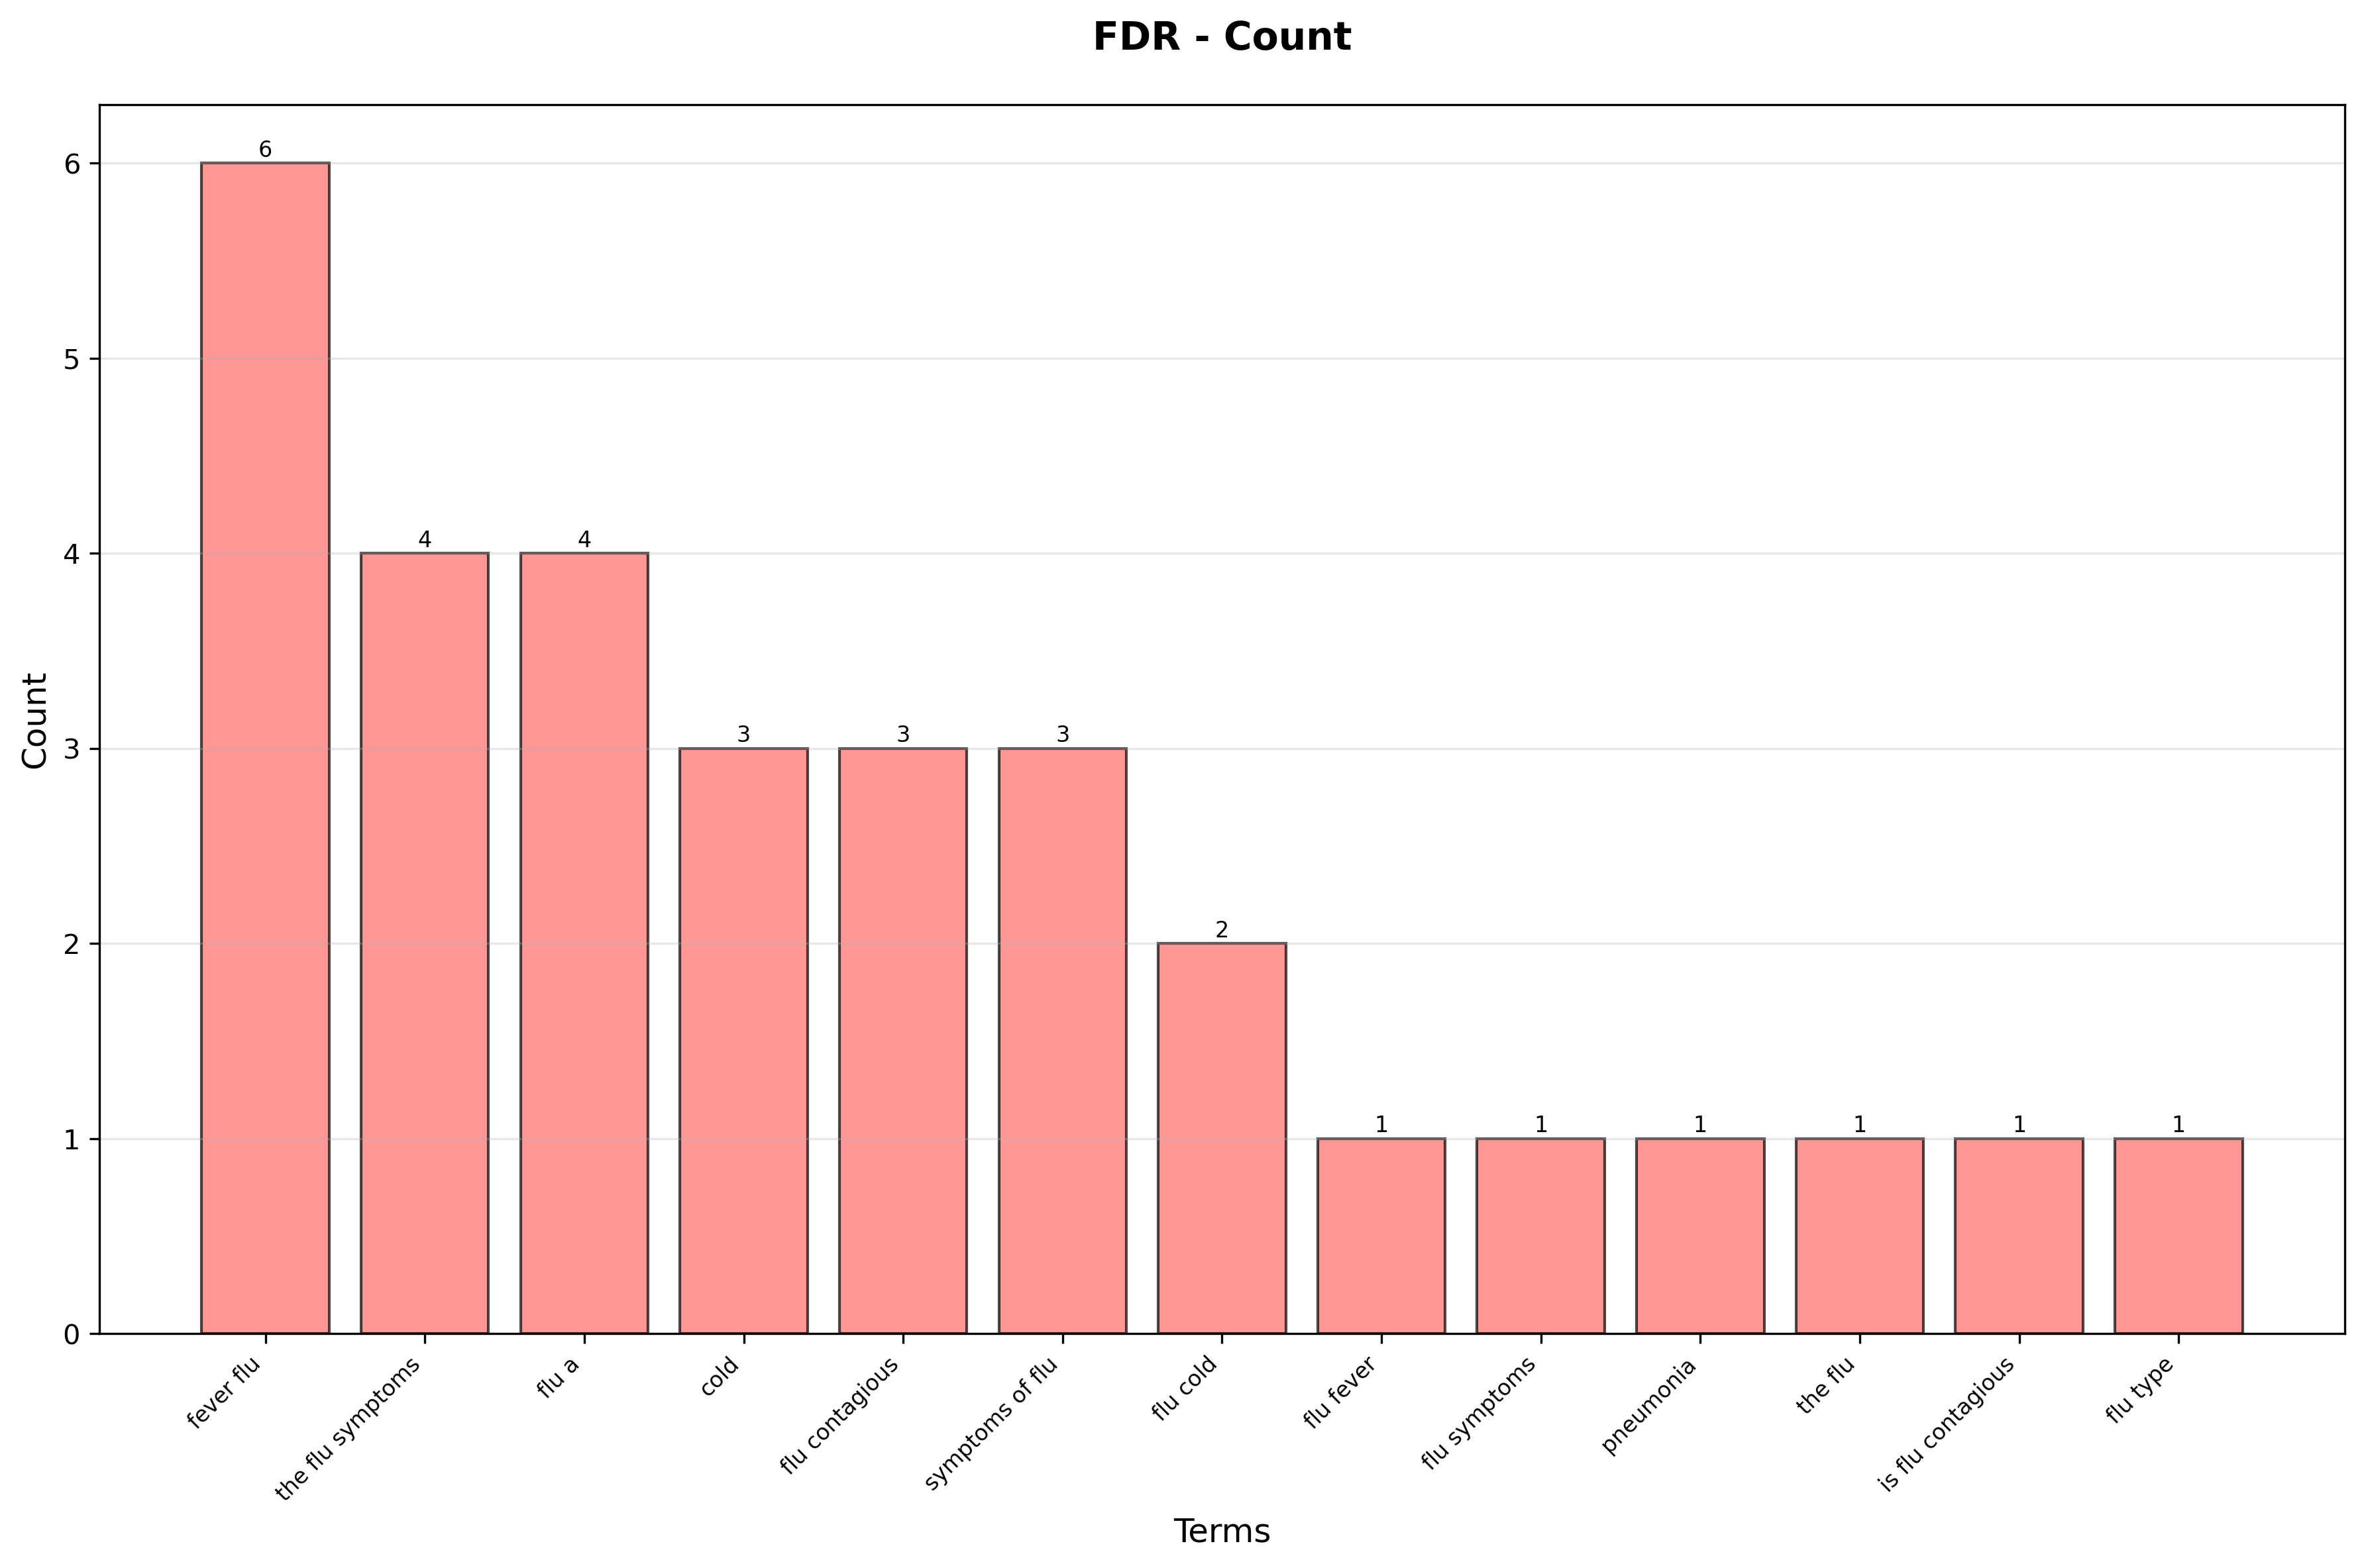 FDR - Count
Count
6
5
4
3
2
1
0
6
4
4
3
3
3
2
1
1
1
1
1
1
fever flu
the flu symptoms
flu a
cold
flu contagious
symptoms of flu
flu cold
flu fever
flu symptoms
pneumonia
the flu
is flu contagious
flu type
Terms